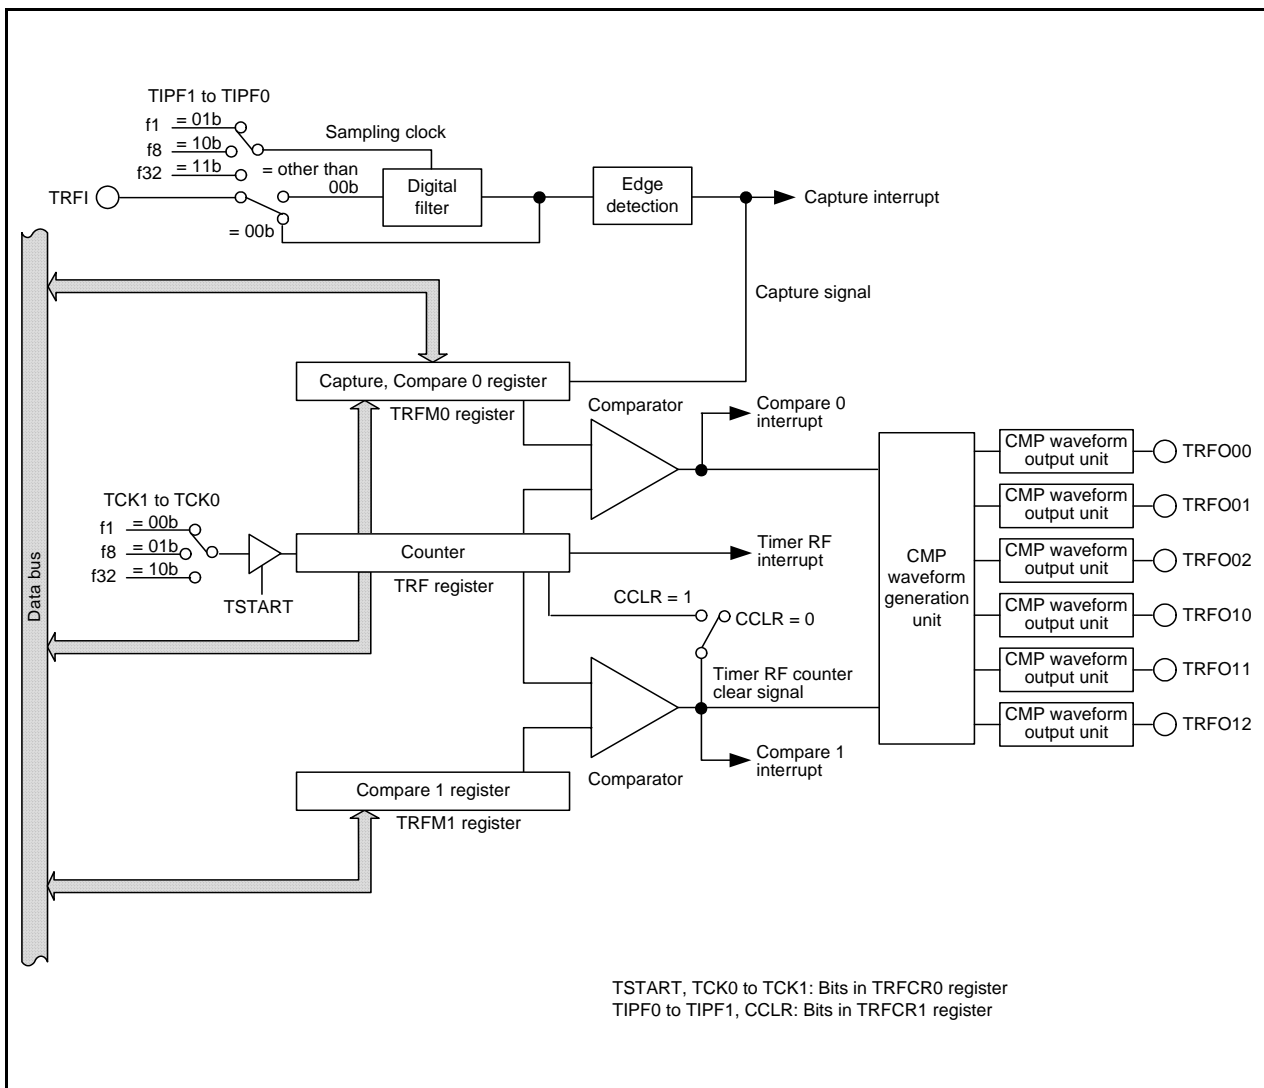 TIPF1 to TIPF0
f1 = 01b
f8 = 10b
f32 = 11b
Sampling clock
= other than
00b
TRFI
= 00b
Digital
filter
Edge
detection
Capture interrupt
Capture signal
Data bus
Capture, Compare 0 register
TRFM0 register
Comparator
Compare 0
interrupt
TCK1 to TCK0
f1 = 00b
f8 = 01b
f32 = 10b
TSTART
Counter
TRF register
Timer RF
interrupt
CCLR = 1
CCLR = 0
Timer RF counter
clear signal
Comparator
Compare 1
interrupt
Compare 1 register
TRFM1 register
CMP
waveform
generation
unit
CMP waveform
output unit
TRFO00
CMP waveform
output unit
TRFO01
CMP waveform
output unit
TRFO02
CMP waveform
output unit
TRFO10
CMP waveform
output unit
TRFO11
CMP waveform
output unit
TRFO12
TSTART, TCK0 to TCK1: Bits in TRFCR0 register
TIPF0 to TIPF1, CCLR: Bits in TRFCR1 register